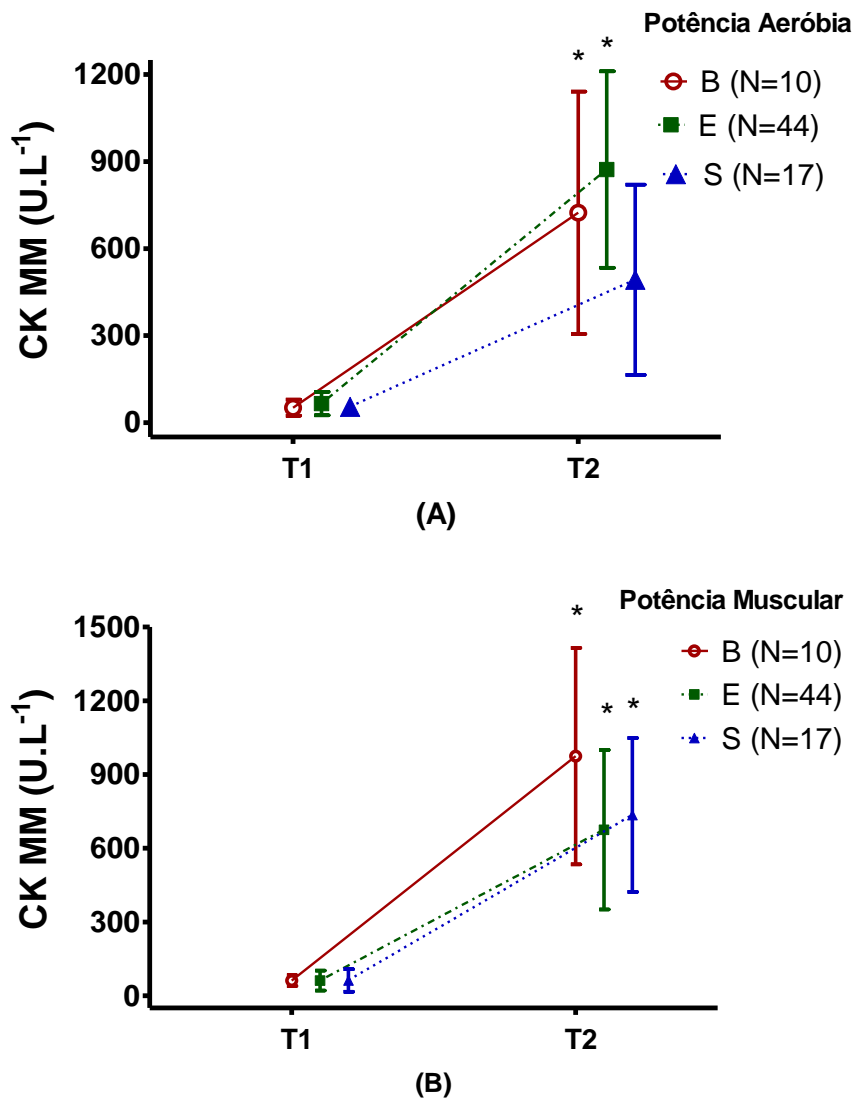 Potência Aeróbia
* *
B (N=10)
E (N=44)
S (N=17)
CK MM (U.L⁻¹)
1200
900
600
300
0
T1 T2
(A)
Potência Muscular
*
* *
B (N=10)
E (N=44)
S (N=17)
CK MM (U.L⁻¹)
1500
1200
900
600
300
0
T1 T2
(B)